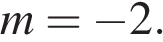 m = −2.